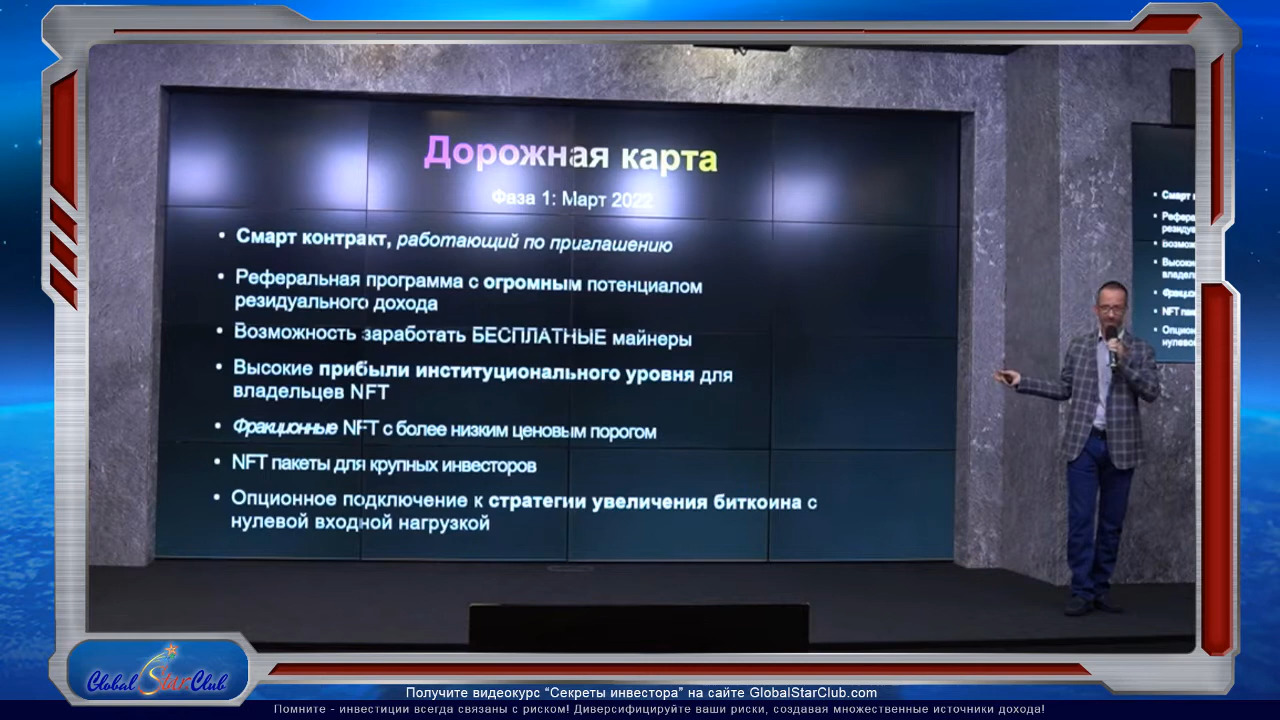 Дорожная карта
Фаза 1: Март 2022
• Смарт контракт, работающий по приглашению
• Реферальная программа с огромным потенциалом
резидуального дохода
• Возможность заработать БЕСПЛАТНЫЕ майнеры
• Высокие прибыли институционального уровня для
владельцев NFT
• Фракционные NFT с более низким ценовым порогом
• NFT пакеты для крупных инвесторов
• Опционное подключение к стратегии увеличения биткоина с
нулевой входной нагрузкой
Global Star Club
Получите видеокурс “Секреты инвестора” на сайте GlobalStarClub.com
Помните - инвестиции всегда связаны с риском! Диверсифицируйте ваши риски, создавая множественные источники дохода!